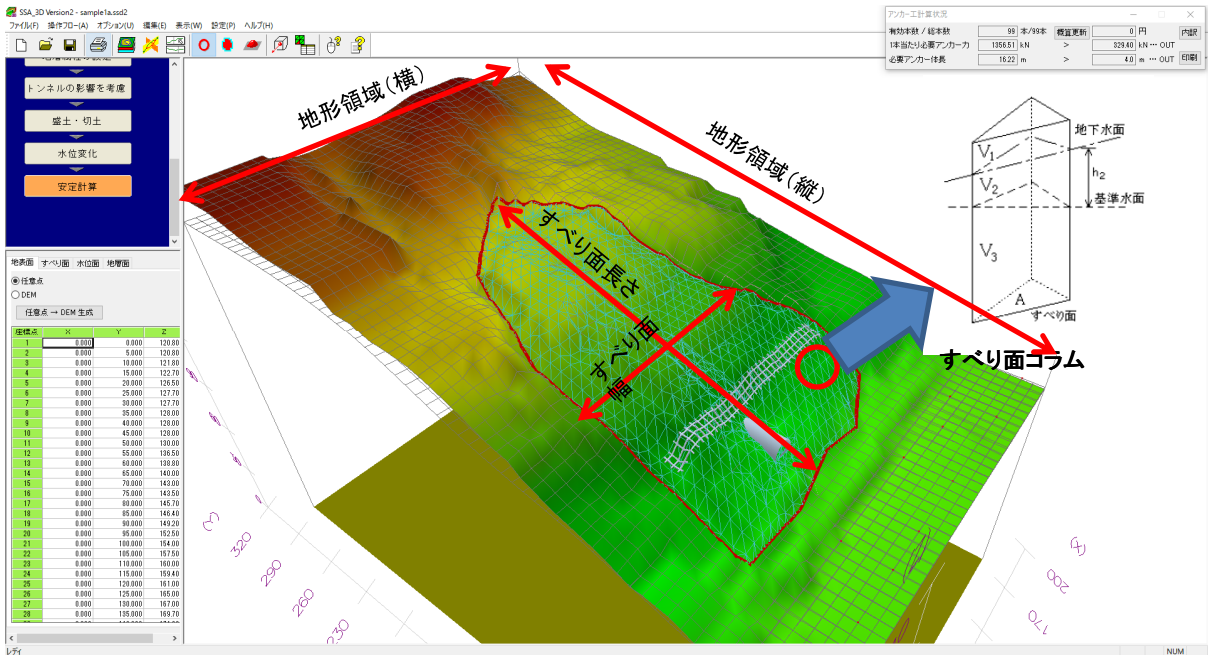 SSA_3D Version2 - sample1a.ssd2
ファイル(F) 操作フロー(A) オプション(U) 編集(E) 表示(W) 設定(P) ヘルプ(H)
アンカー工計算状況
有効本数 / 総本数 99 本/99本 概算更新 0 円 内訳
1本当たり必要アンカー力 1356.51 kN > 329.40 kN … OUT
必要アンカー体長 16.22 m > 4.0 m … OUT 印刷
トンネルの影響を考慮
盛土・切土
水位変化
安定計算
地表面 すべり面 水位面 地層面
任意点
DEM
任意点 → DEM 生成
座標点 X Y Z
1 0.000 0.000 120.80
2 0.000 5.000 120.80
3 0.000 10.000 121.80
4 0.000 15.000 122.70
5 0.000 20.000 126.50
6 0.000 25.000 127.70
7 0.000 30.000 127.70
8 0.000 35.000 128.00
9 0.000 40.000 128.00
10 0.000 45.000 128.00
11 0.000 50.000 130.00
12 0.000 55.000 136.50
13 0.000 60.000 138.80
14 0.000 65.000 140.00
15 0.000 70.000 143.00
16 0.000 75.000 143.50
17 0.000 80.000 145.70
18 0.000 85.000 146.40
19 0.000 90.000 149.20
20 0.000 95.000 152.50
21 0.000 100.000 154.00
22 0.000 105.000 157.50
23 0.000 110.000 160.00
24 0.000 115.000 159.40
25 0.000 120.000 161.00
26 0.000 125.000 165.00
27 0.000 130.000 167.00
28 0.000 135.000 169.70
地形領域(横)
地形領域(縦)
すべり面長さ
すべり面
幅
すべり面コラム
地下水面
V1
h2
V2
基準水面
V3
A
すべり面
(Y)
320
290
260
230
(X)
200
170
レディ
NUM